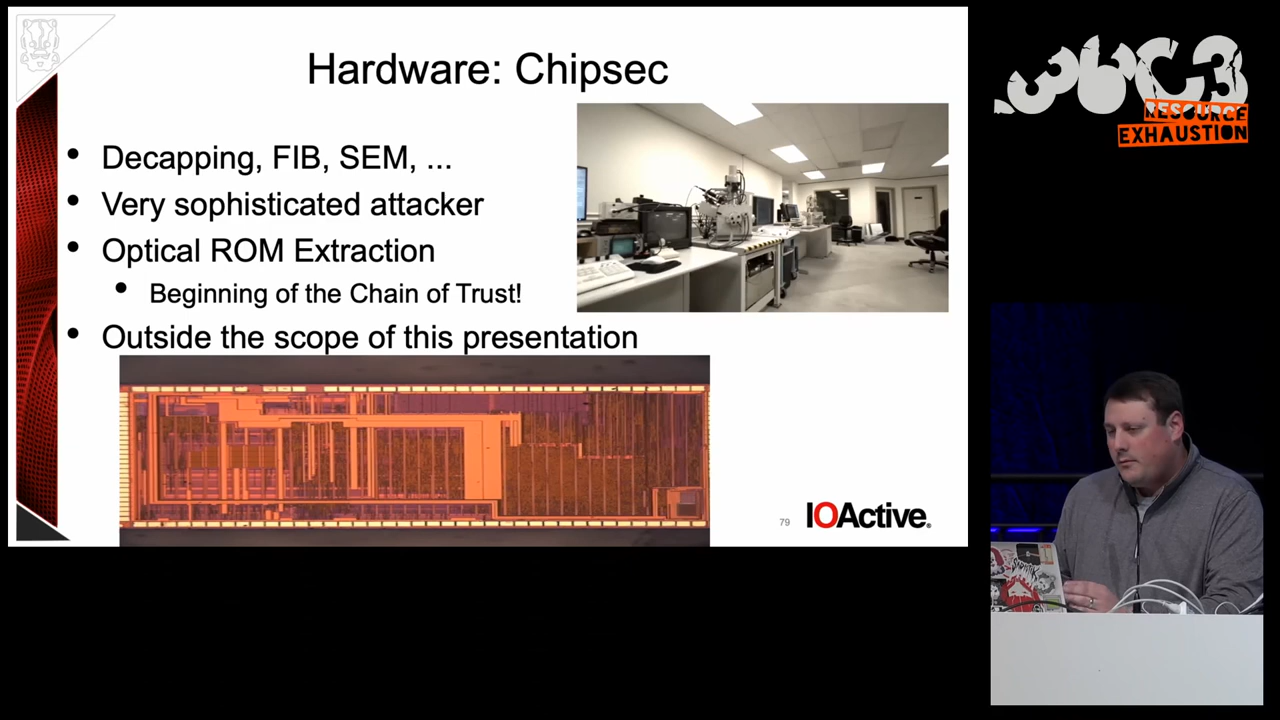 Hardware: Chipsec
• Decapping, FIB, SEM, ...
• Very sophisticated attacker
• Optical ROM Extraction
• Beginning of the Chain of Trust!
• Outside the scope of this presentation
79
IOActive.
36C3
RESOURCE
EXHAUSTION